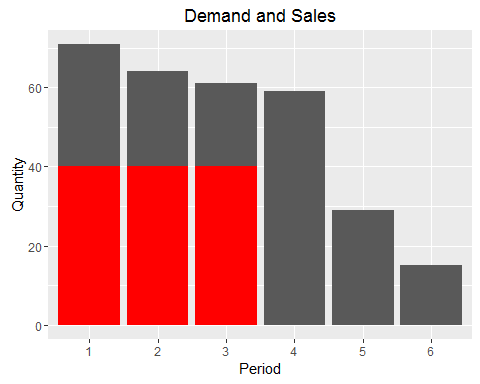 Demand and Sales
Quantity
60
40
20
0
1 2 3 4 5 6
Period